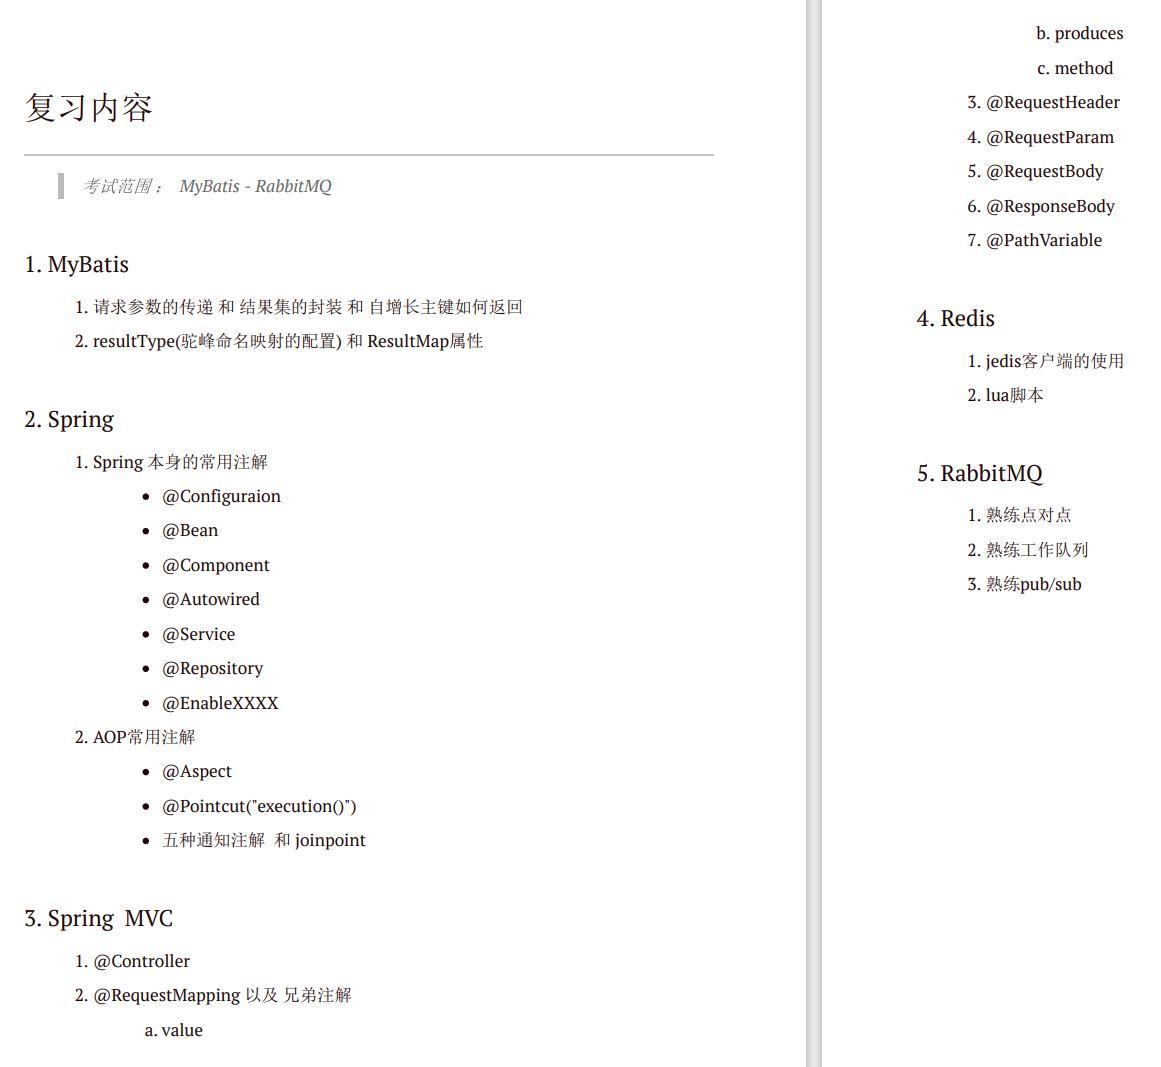 复习内容
考试范围： MyBatis - RabbitMQ
1. MyBatis
1. 请求参数的传递 和 结果集的封装 和 自增长主键如何返回
2. resultType(驼峰命名映射的配置) 和 ResultMap属性
2. Spring
1. Spring 本身的常用注解
• @Configuraion
• @Bean
• @Component
• @Autowired
• @Service
• @Repository
• @EnableXXXX
2. AOP常用注解
• @Aspect
• @Pointcut("execution()")
• 五种通知注解 和 joinpoint
3. Spring MVC
1. @Controller
2. @RequestMapping 以及 兄弟注解
a. value
b. produces
c. method
3. @RequestHeader
4. @RequestParam
5. @RequestBody
6. @ResponseBody
7. @PathVariable
4. Redis
1. jedis客户端的使用
2. lua脚本
5. RabbitMQ
1. 熟练点对点
2. 熟练工作队列
3. 熟练pub/sub